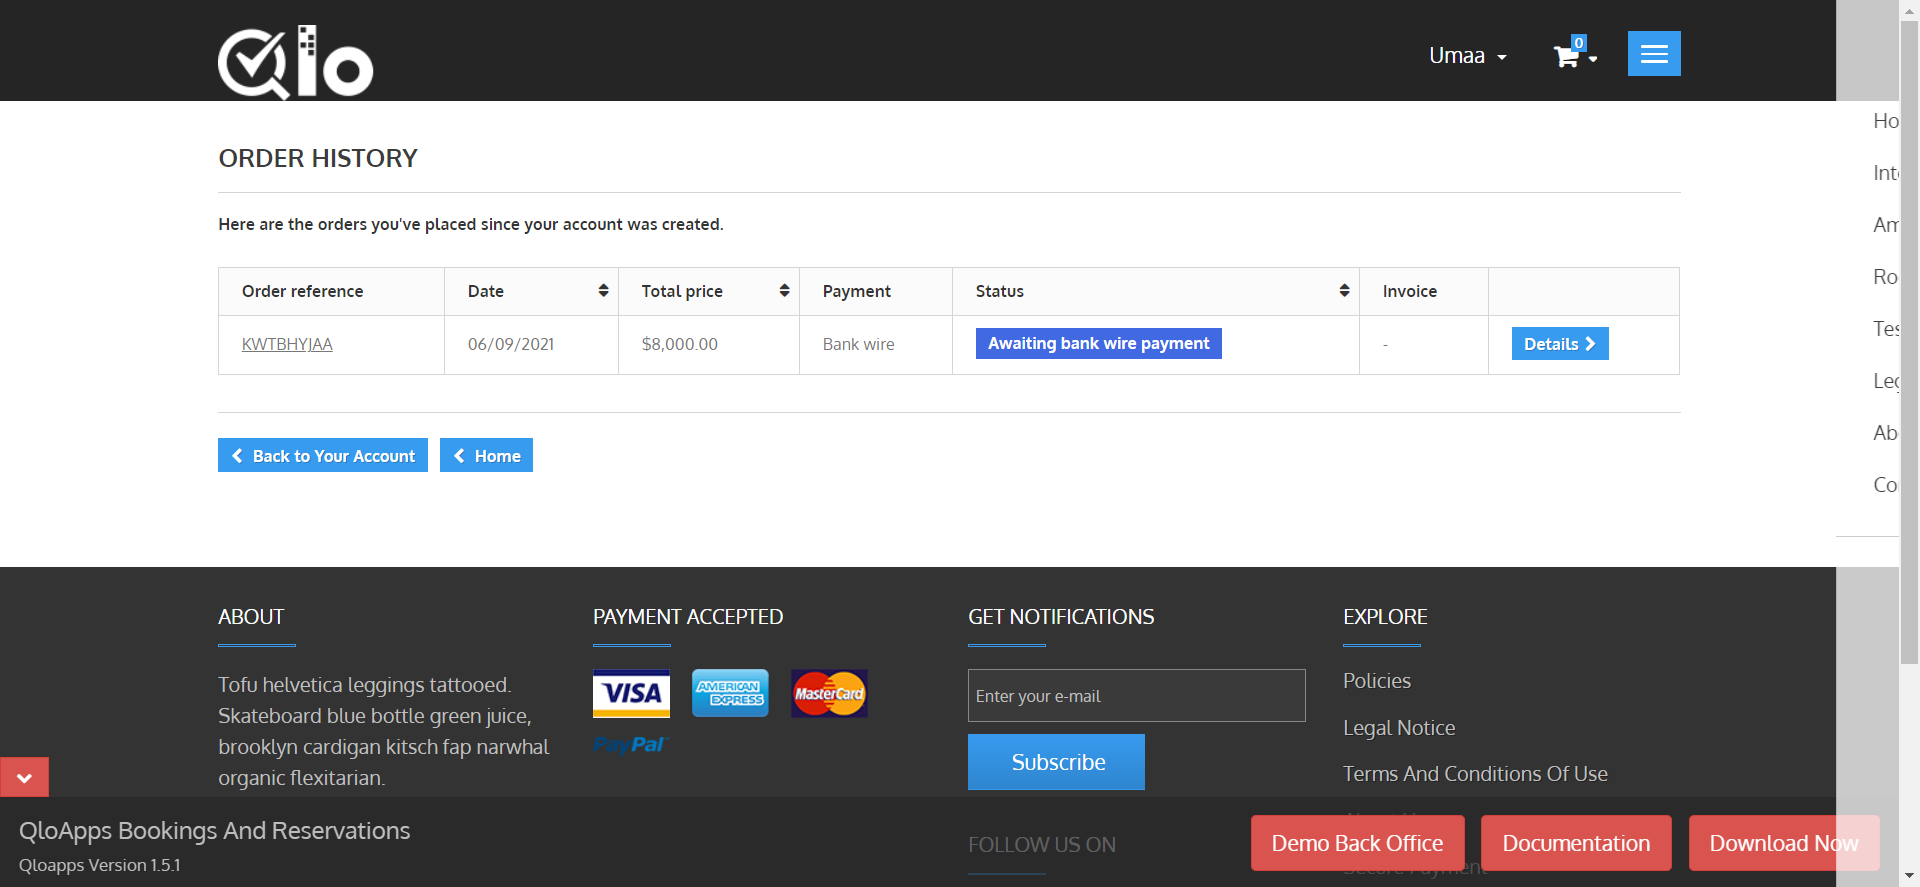 Qlo
Umaa
0
ORDER HISTORY
Here are the orders you've placed since your account was created.
Order reference Date Total price Payment Status Invoice
KWTBHYJAA 06/09/2021 $8,000.00 Bank wire Awaiting bank wire payment - Details
Back to Your Account Home
Ho
Int
Am
Ro
Tes
Leg
Ab
Co
ABOUT
Tofu helvetica leggings tattooed.
Skateboard blue bottle green juice,
brooklyn cardigan kitsch fap narwhal
organic flexitarian.
PAYMENT ACCEPTED
VISA
AMERICAN EXPRESS
MasterCard
PayPal
GET NOTIFICATIONS
Enter your e-mail
Subscribe
FOLLOW US ON
EXPLORE
Policies
Legal Notice
Terms And Conditions Of Use
Secure Payment
QloApps Bookings And Reservations
Qloapps Version 1.5.1
Demo Back Office Documentation Download Now